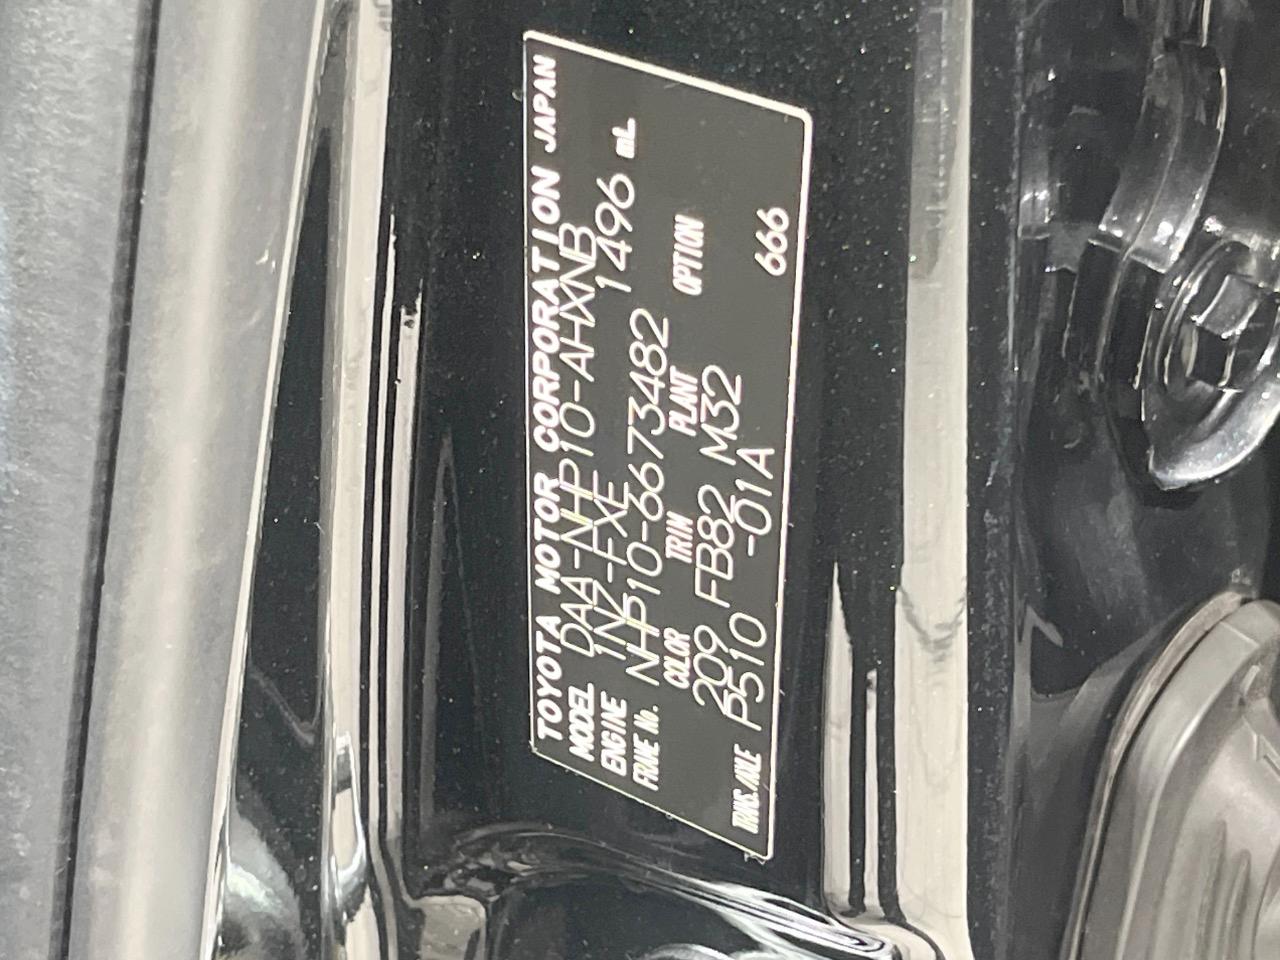 TOYOTA MOTOR CORPORATION JAPAN
MODEL DAA-NHP10-AHXNB
ENGINE 1NZ-FXE 1496 mL
FRAME No. NHP10-6673482
COLOR TRIM PLANT OPTION
209 FB82 M32
TRANS./AXLE P510 -01A 666